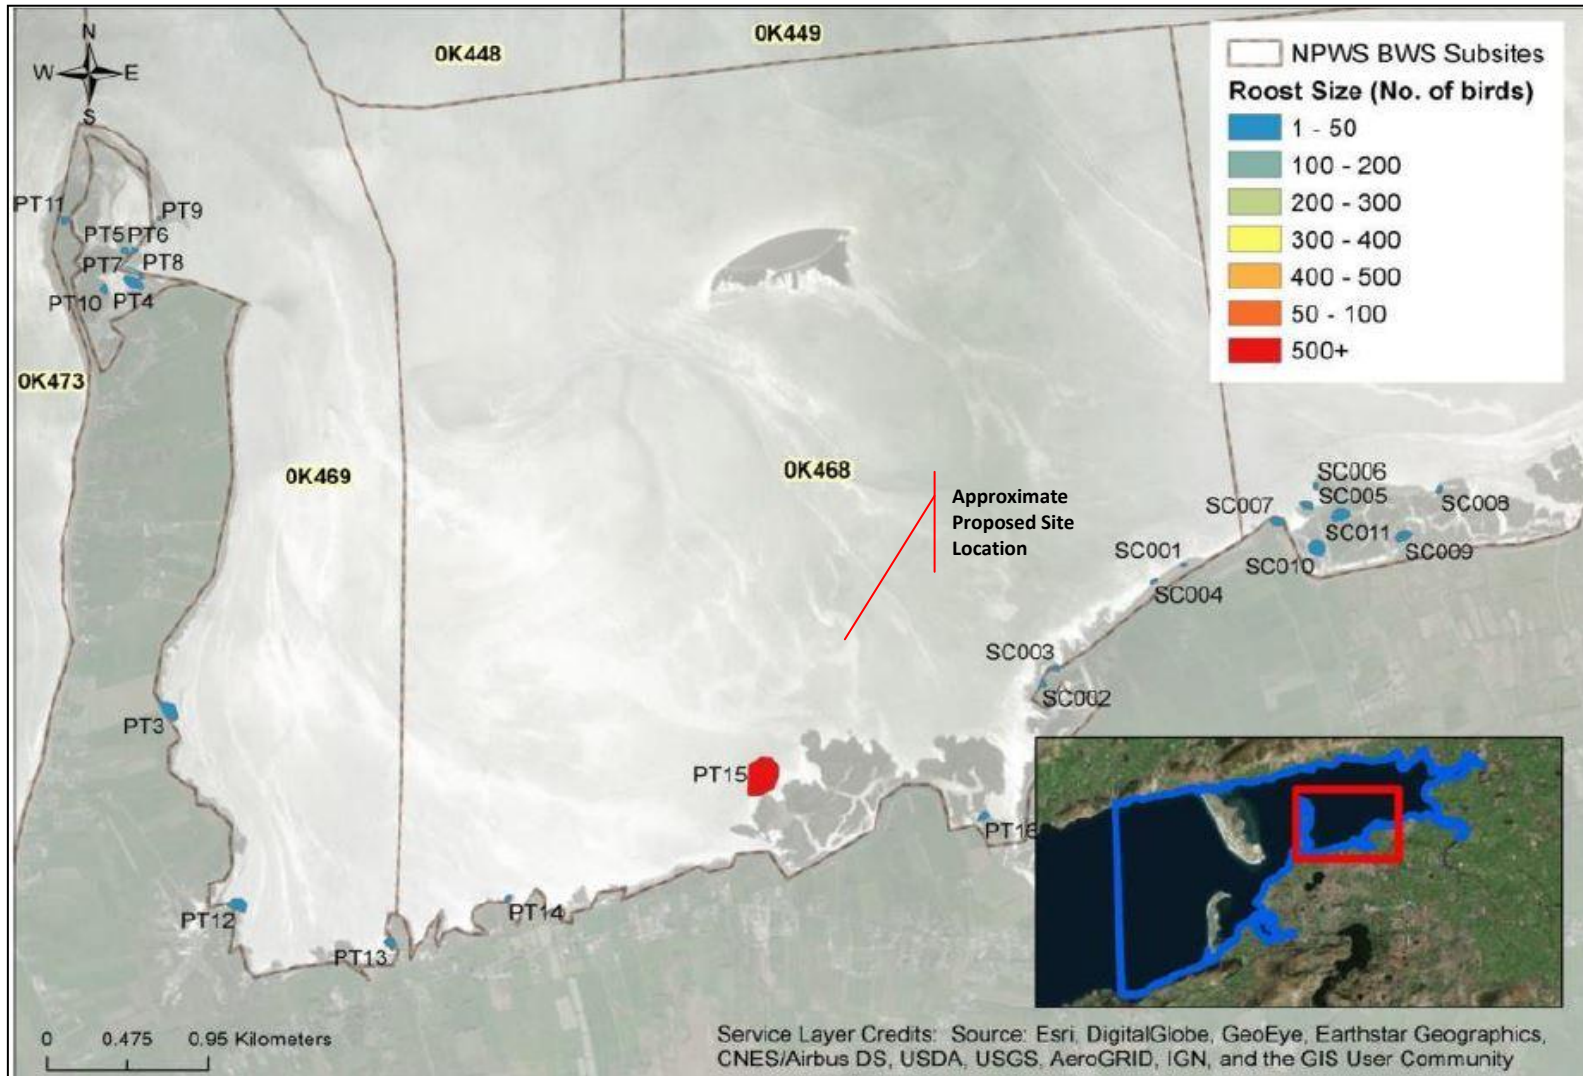 N
W E
S
0K448
0K449
NPWS BWS Subsites
Roost Size (No. of birds)
1 - 50
100 - 200
200 - 300
300 - 400
400 - 500
50 - 100
500+
PT11
PT9
PT5 PT6
PT7 PT8
PT10 PT4
0K473
0K469
0K468
Approximate
Proposed Site
Location
SC006
SC005
SC008
SC007
SC011
SC009
SC010
SC001
SC004
SC003
SC002
PT3
PT15
PT16
PT12
PT14
PT13
0 0.475 0.95 Kilometers
Service Layer Credits: Source: Esri, DigitalGlobe, GeoEye, Earthstar Geographics,
CNES/Airbus DS, USDA, USGS, AeroGRID, IGN, and the GIS User Community